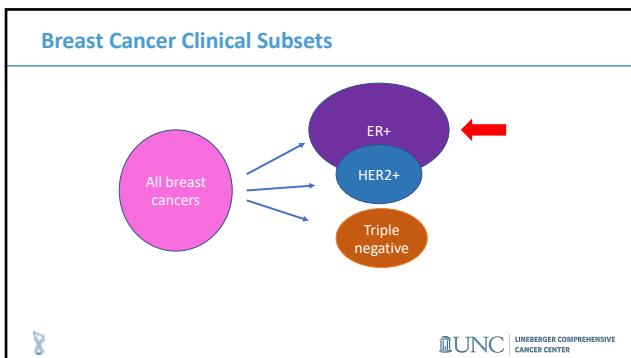 Breast Cancer Clinical Subsets
ER+
All breast
cancers
HER2+
Triple
negative
UNC
LINEBERGER COMPREHENSIVE
CANCER CENTER